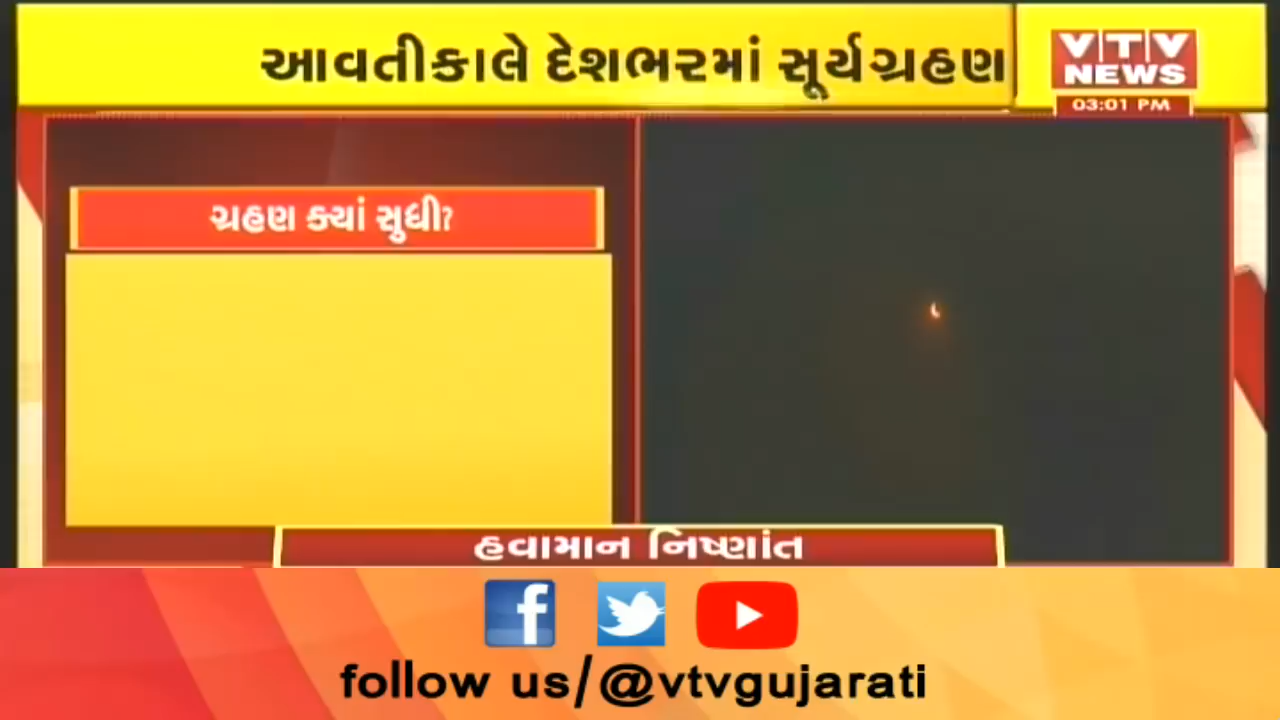 આવતીકાલે દેશભરમાં સૂર્યગ્રહણ
VTV
NEWS
03:01 PM
ગ્રહણ ક્યાં સુધી?
હવામાન નિષ્ણાંત
follow us/@vtvgujarati